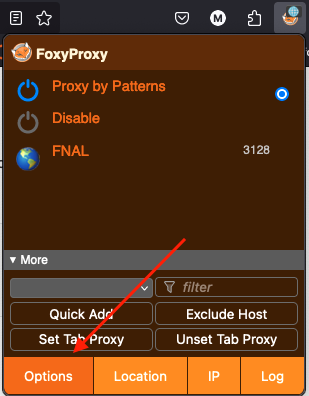 M
FoxyProxy
Proxy by Patterns
Disable
FNAL 3128
More
filter
Quick Add Exclude Host
Set Tab Proxy Unset Tab Proxy
Options Location IP Log